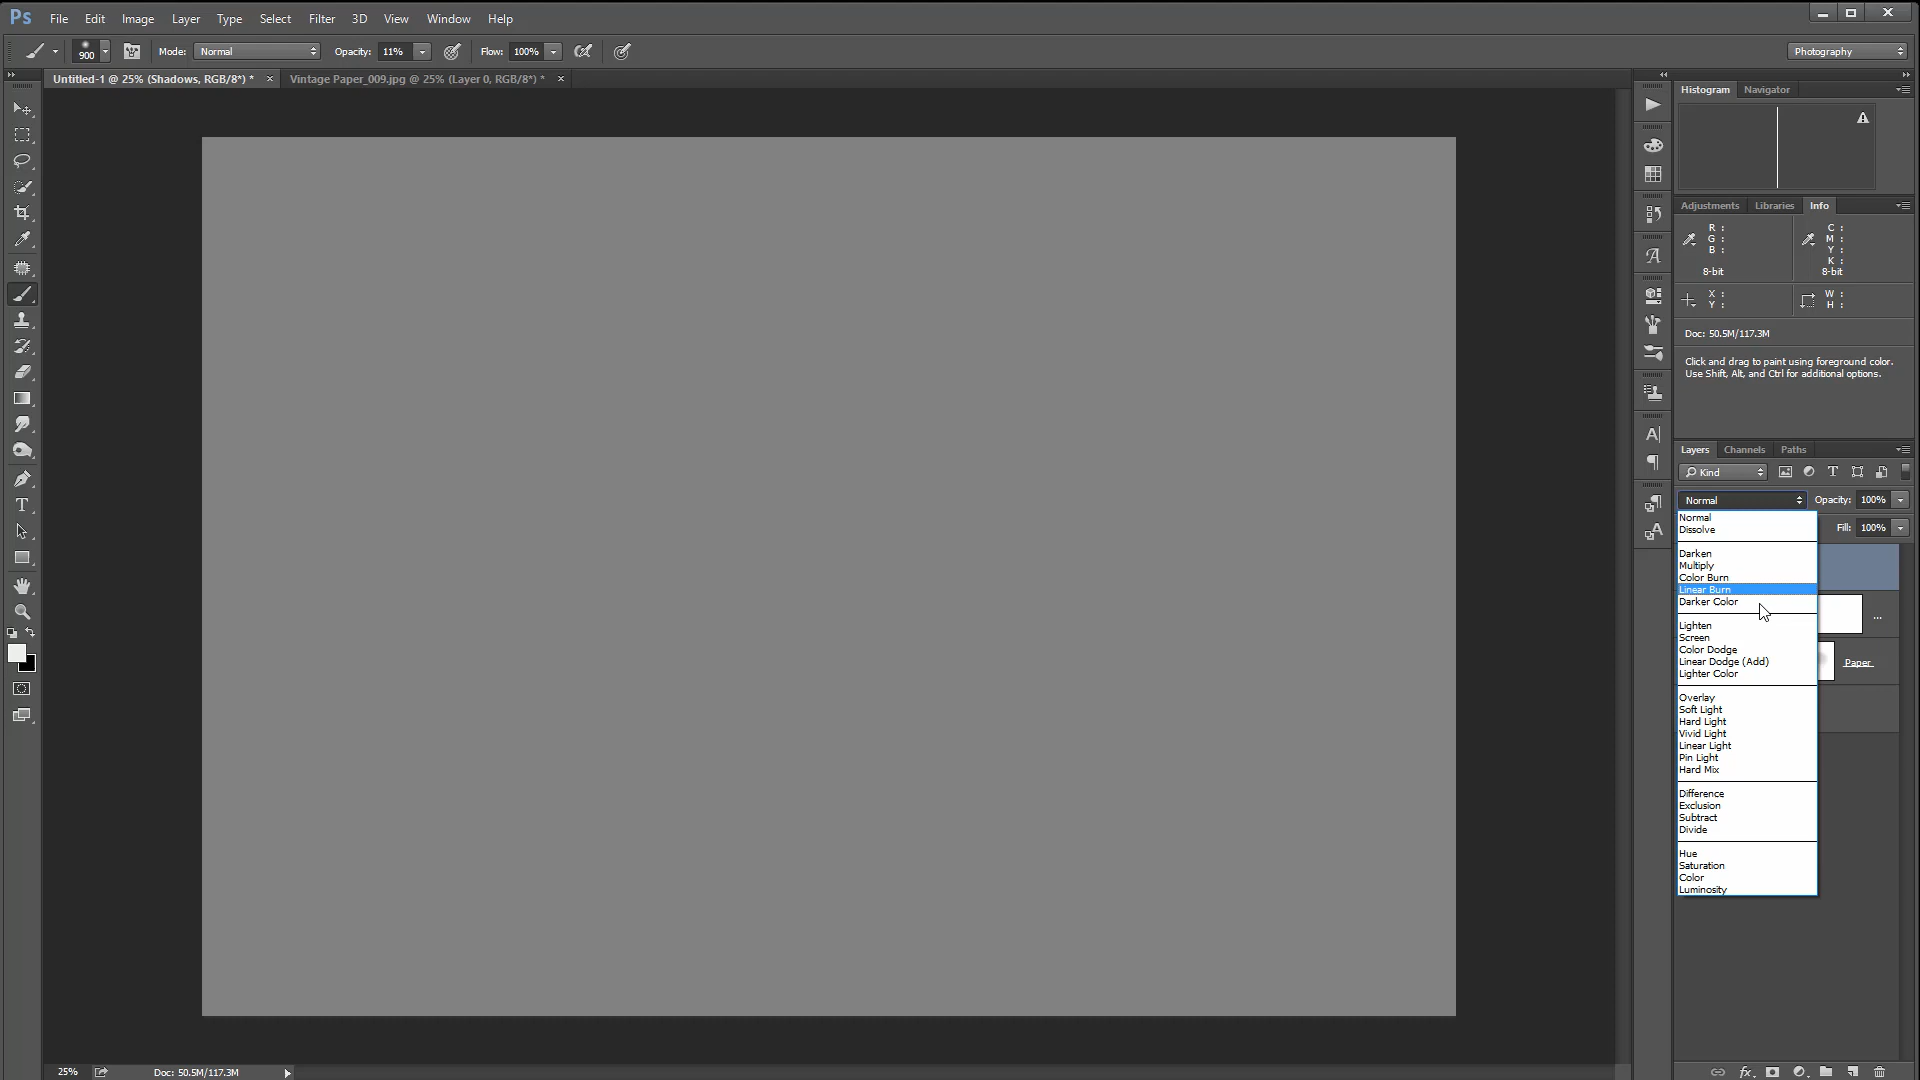 Ps File Edit Image Layer Type Select Filter 3D View Window Help
900 Mode: Normal Opacity: 11% Flow: 100% Photography
Untitled-1 @ 25% (Shadows, RGB/8*) * Vintage Paper_009.jpg @ 25% (Layer 0, RGB/8*) *
Histogram Navigator
Adjustments Libraries Info
R : C :
G : M :
B : Y :
K :
8-bit 8-bit
X : W :
Y : H :
Doc: 50.5M/117.3M
Click and drag to paint using foreground color.
Use Shift, Alt, and Ctrl for additional options.
Layers Channels Paths
Kind
Normal Opacity: 100%
Fill: 100%
Normal
Dissolve
Darken
Multiply
Color Burn
Linear Burn
Darker Color
Lighten
Screen
Color Dodge
Linear Dodge (Add)
Lighter Color
...
Paper
Overlay
Soft Light
Hard Light
Vivid Light
Linear Light
Pin Light
Hard Mix
Difference
Exclusion
Subtract
Divide
Hue
Saturation
Color
Luminosity
25% Doc: 50.5M/117.3M
fx